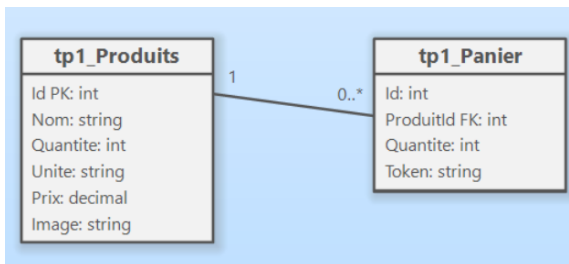 tp1_Produits
Id PK: int
Nom: string
Quantite: int
Unite: string
Prix: decimal
Image: string
1
0..*
tp1_Panier
Id: int
ProduitId FK: int
Quantite: int
Token: string